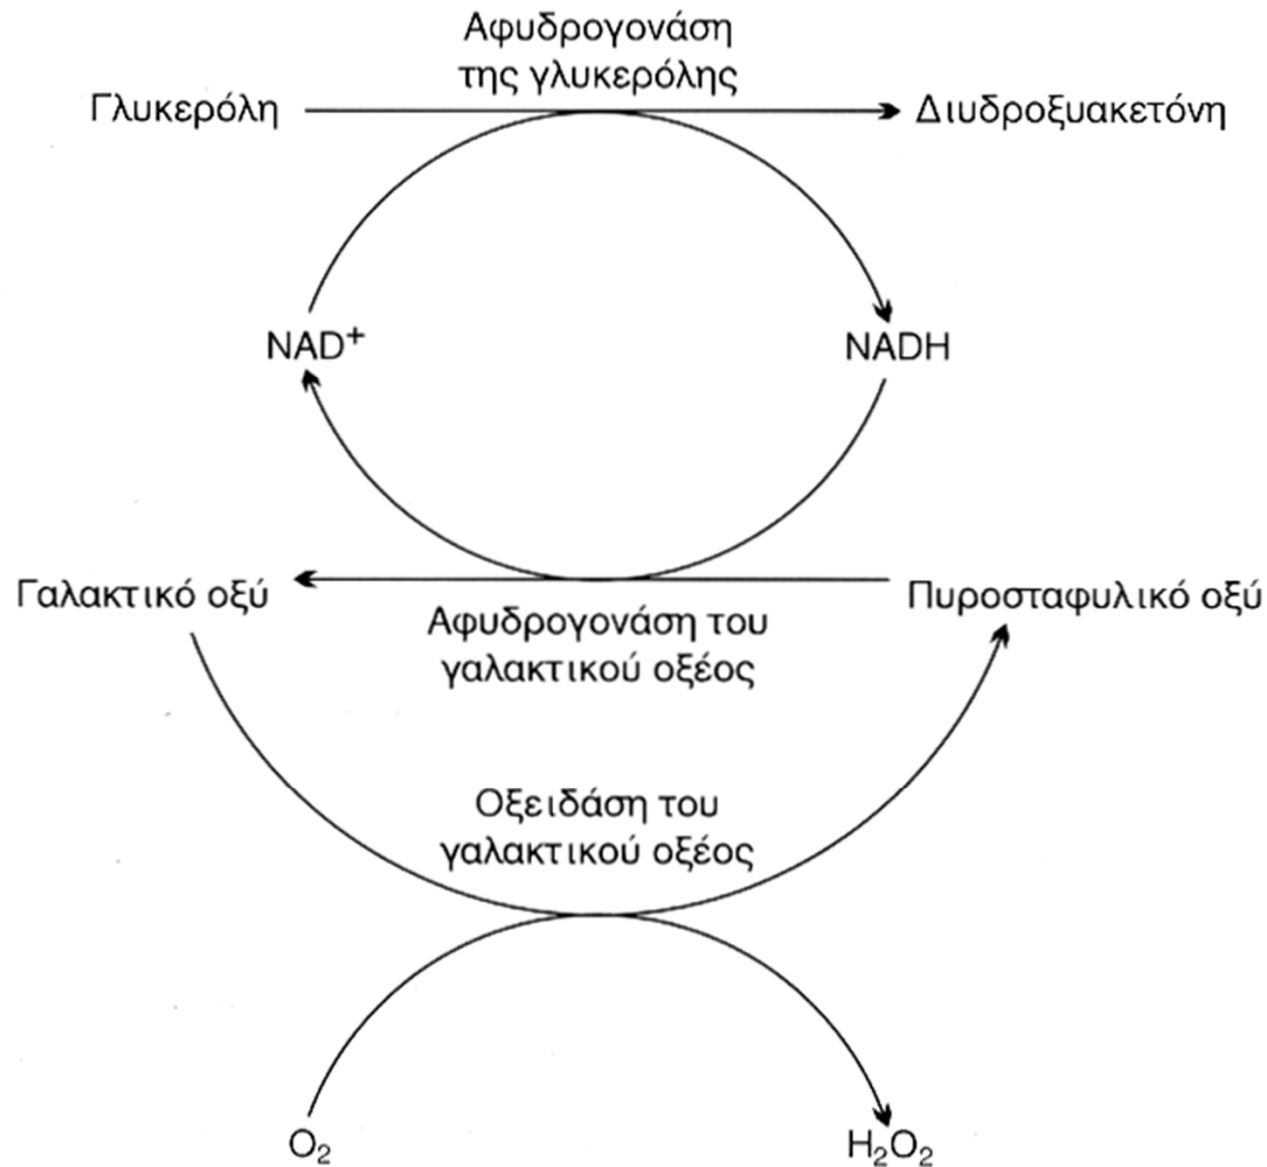 Αφυδρογονάση
της γλυκερόλης
Γλυκερόλη
Διυδροξυακετόνη
NAD⁺
NADH
Γαλακτικό οξύ
Πυροσταφυλικό οξύ
Αφυδρογονάση του
γαλακτικού οξέος
Οξειδάση του
γαλακτικού οξέος
O₂
H₂O₂